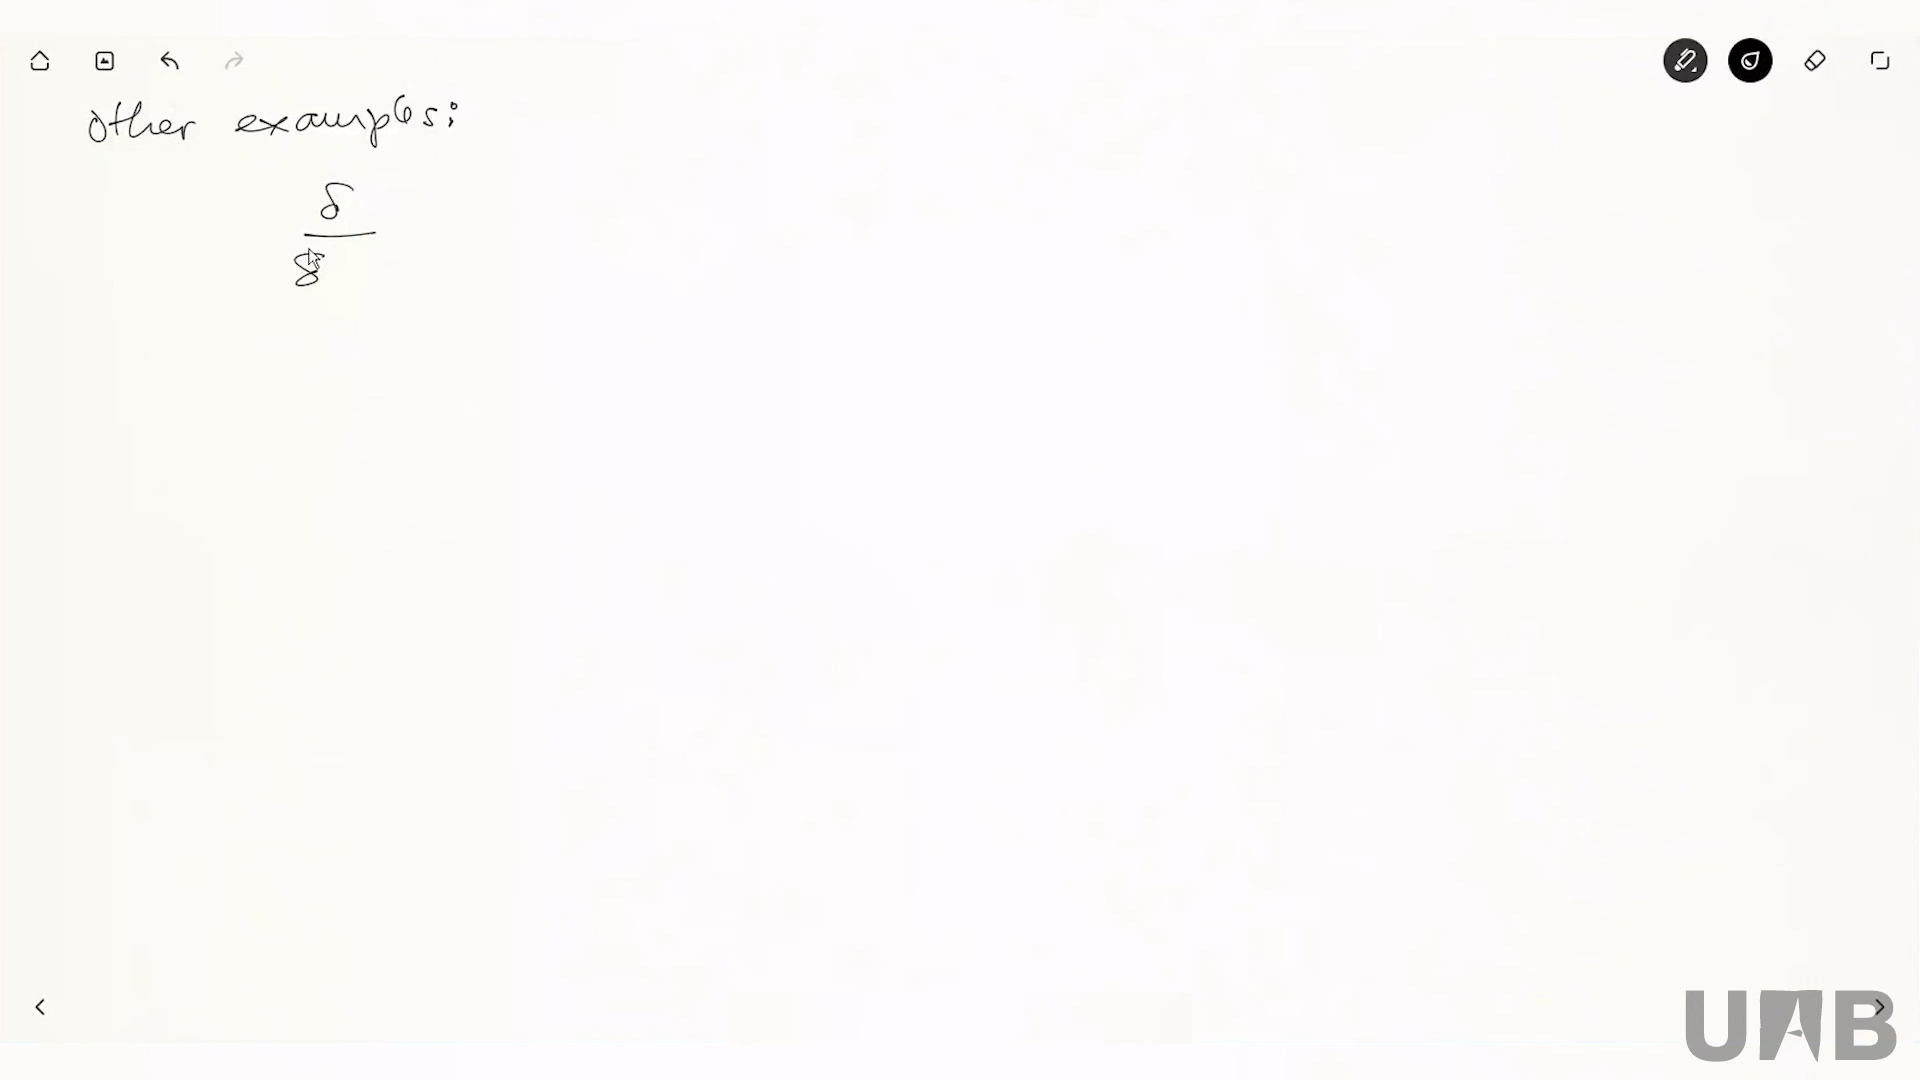 other examples:
δ
δ
UAB